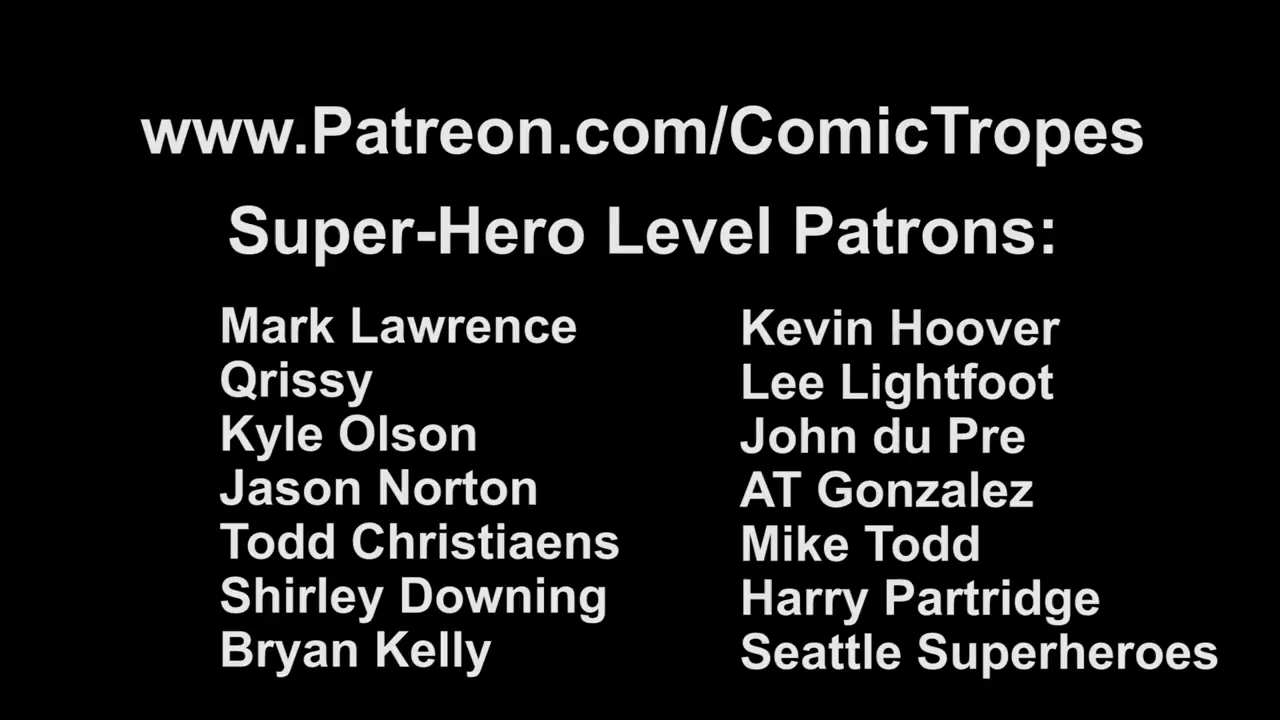 www.Patreon.com/ComicTropes
Super-Hero Level Patrons:
Mark Lawrence
Qrissy
Kyle Olson
Jason Norton
Todd Christiaens
Shirley Downing
Bryan Kelly
Kevin Hoover
Lee Lightfoot
John du Pre
AT Gonzalez
Mike Todd
Harry Partridge
Seattle Superheroes